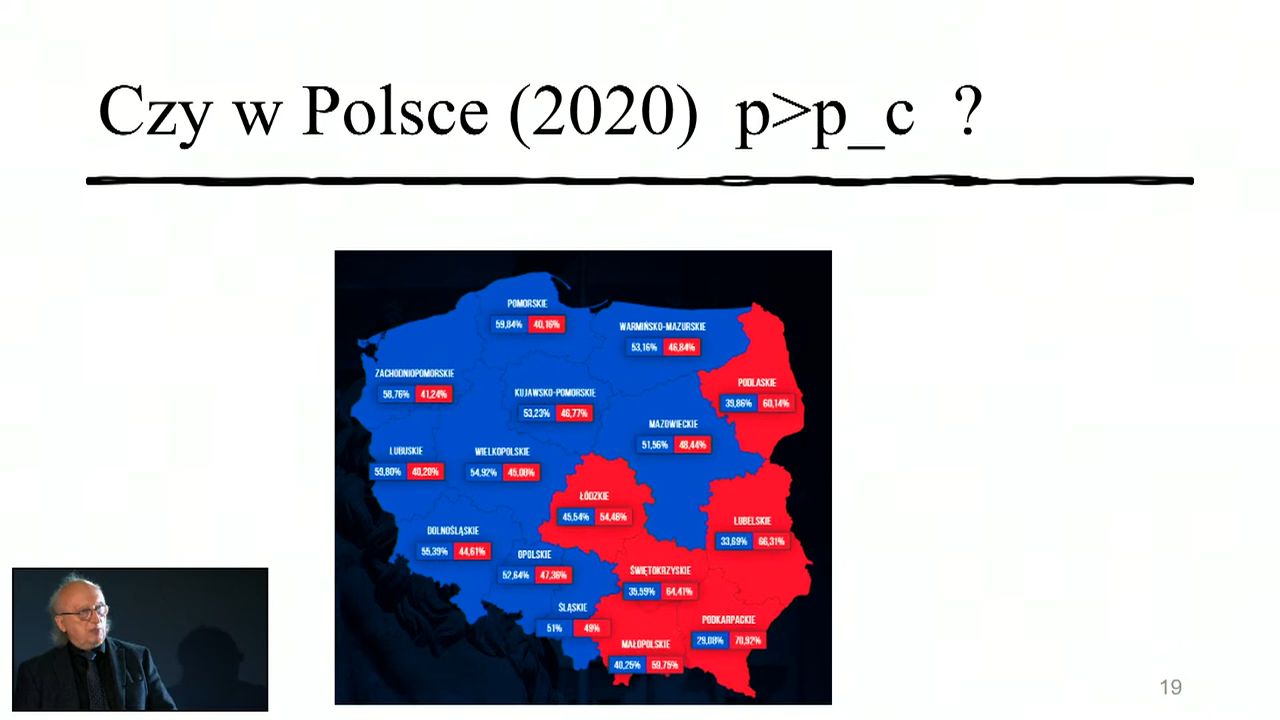 Czy w Polsce (2020) p>p_c ?
POMORSKIE
59,84% 40,16%
WARMIŃSKO-MAZURSKIE
53,16% 46,84%
ZACHODNIOPOMORSKIE
58,76% 41,24%
PODLASKIE
39,86% 60,14%
KUJAWSKO-POMORSKIE
53,23% 46,77%
MAZOWIECKIE
51,56% 48,44%
LUBUSKIE
59,80% 40,20%
WIELKOPOLSKIE
54,92% 45,08%
ŁÓDZKIE
45,54% 54,46%
LUBELSKIE
33,69% 66,31%
DOLNOŚLĄSKIE
55,39% 44,61%
OPOLSKIE
52,64% 47,36%
ŚWIĘTOKRZYSKIE
35,59% 64,41%
ŚLĄSKIE
51% 49%
PODKARPACKIE
29,08% 70,92%
MAŁOPOLSKIE
40,25% 59,75%
19